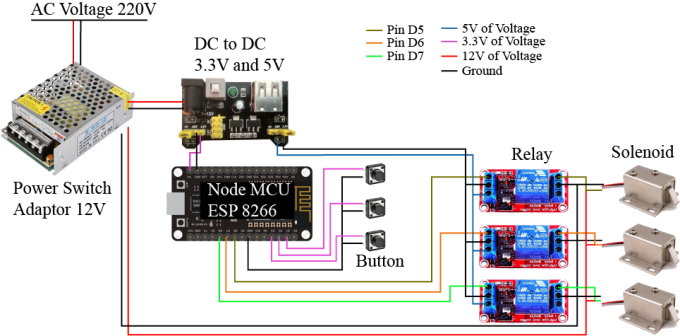 AC Voltage 220V
DC to DC
3.3V and 5V
Pin D5
Pin D6
Pin D7
5V of Voltage
3.3V of Voltage
12V of Voltage
Ground
Power Switch
Adaptor 12V
Node MCU
ESP 8266
Button
Relay
Solenoid